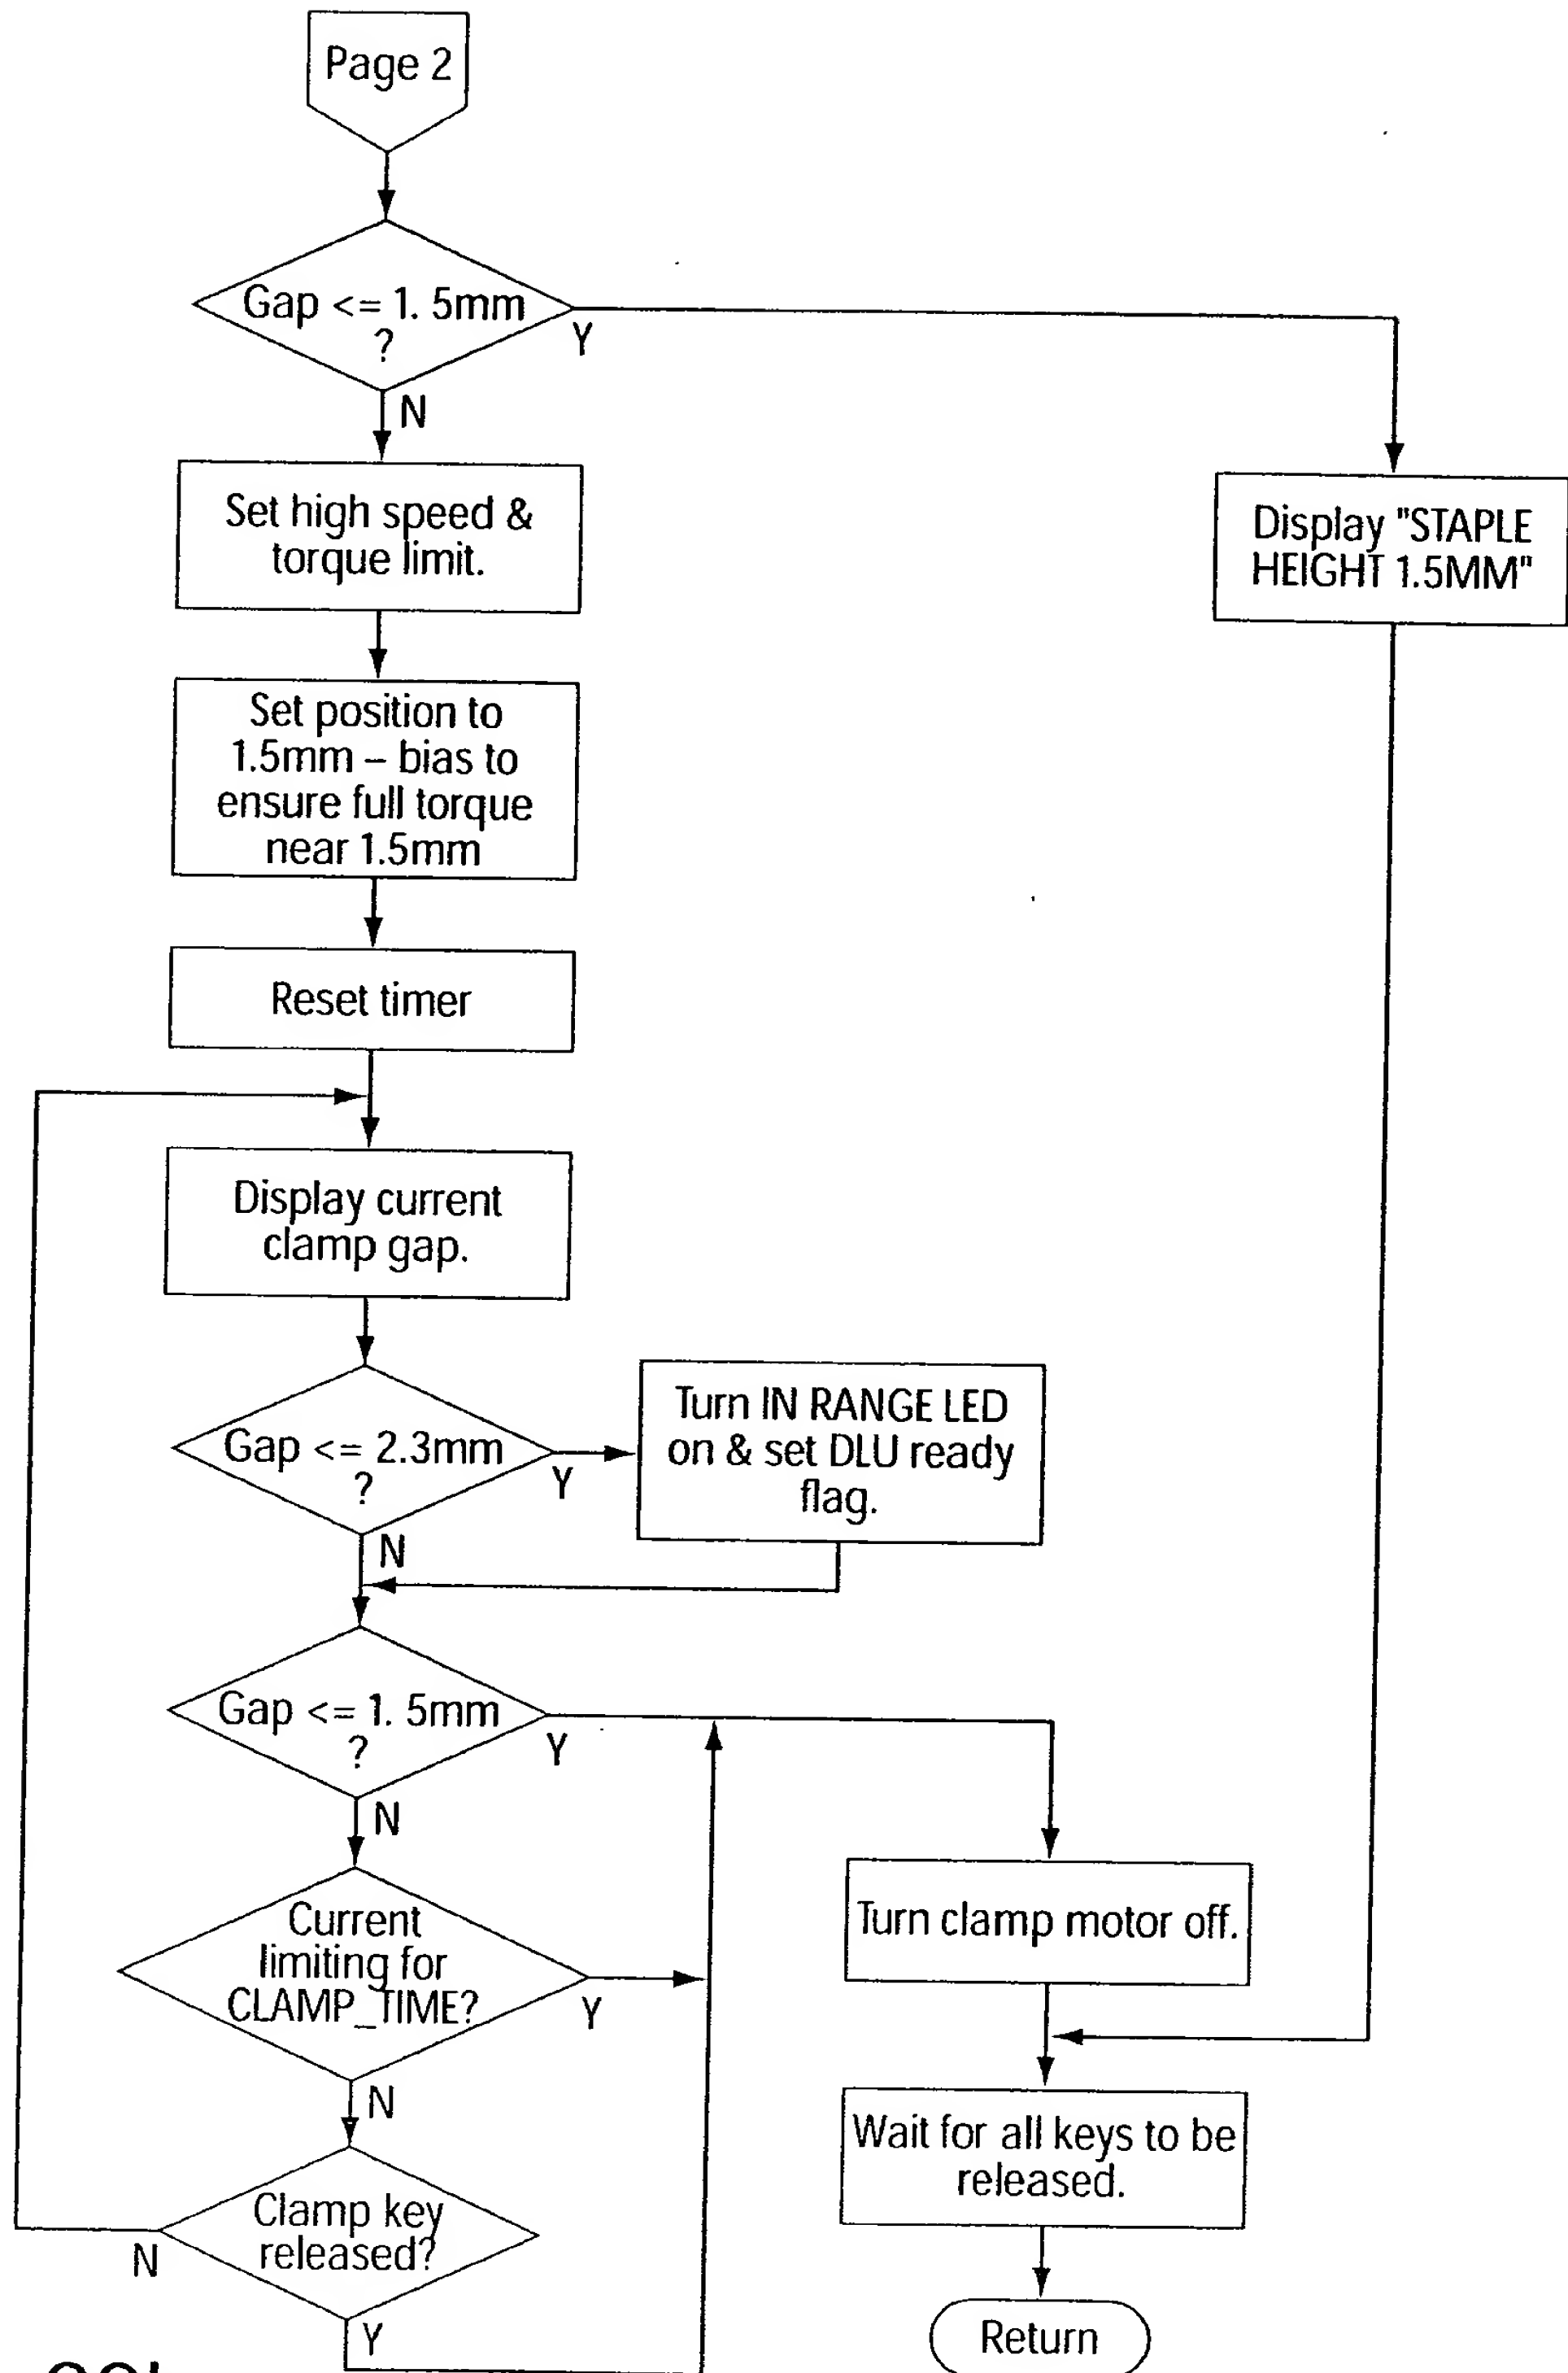 Page 2
Gap <= 1. 5mm
?
Y
N
Set high speed &
torque limit.
Display "STAPLE
HEIGHT 1.5MM"
Set position to
1.5mm – bias to
ensure full torque
near 1.5mm
Reset timer
Display current
clamp gap.
Gap <= 2.3mm
?
Y
N
Turn IN RANGE LED
on & set DLU ready
flag.
Gap <= 1. 5mm
?
Y
N
Current
limiting for
CLAMP_TIME?
Y
N
Turn clamp motor off.
Clamp key
released?
N
Y
Wait for all keys to be
released.
Return